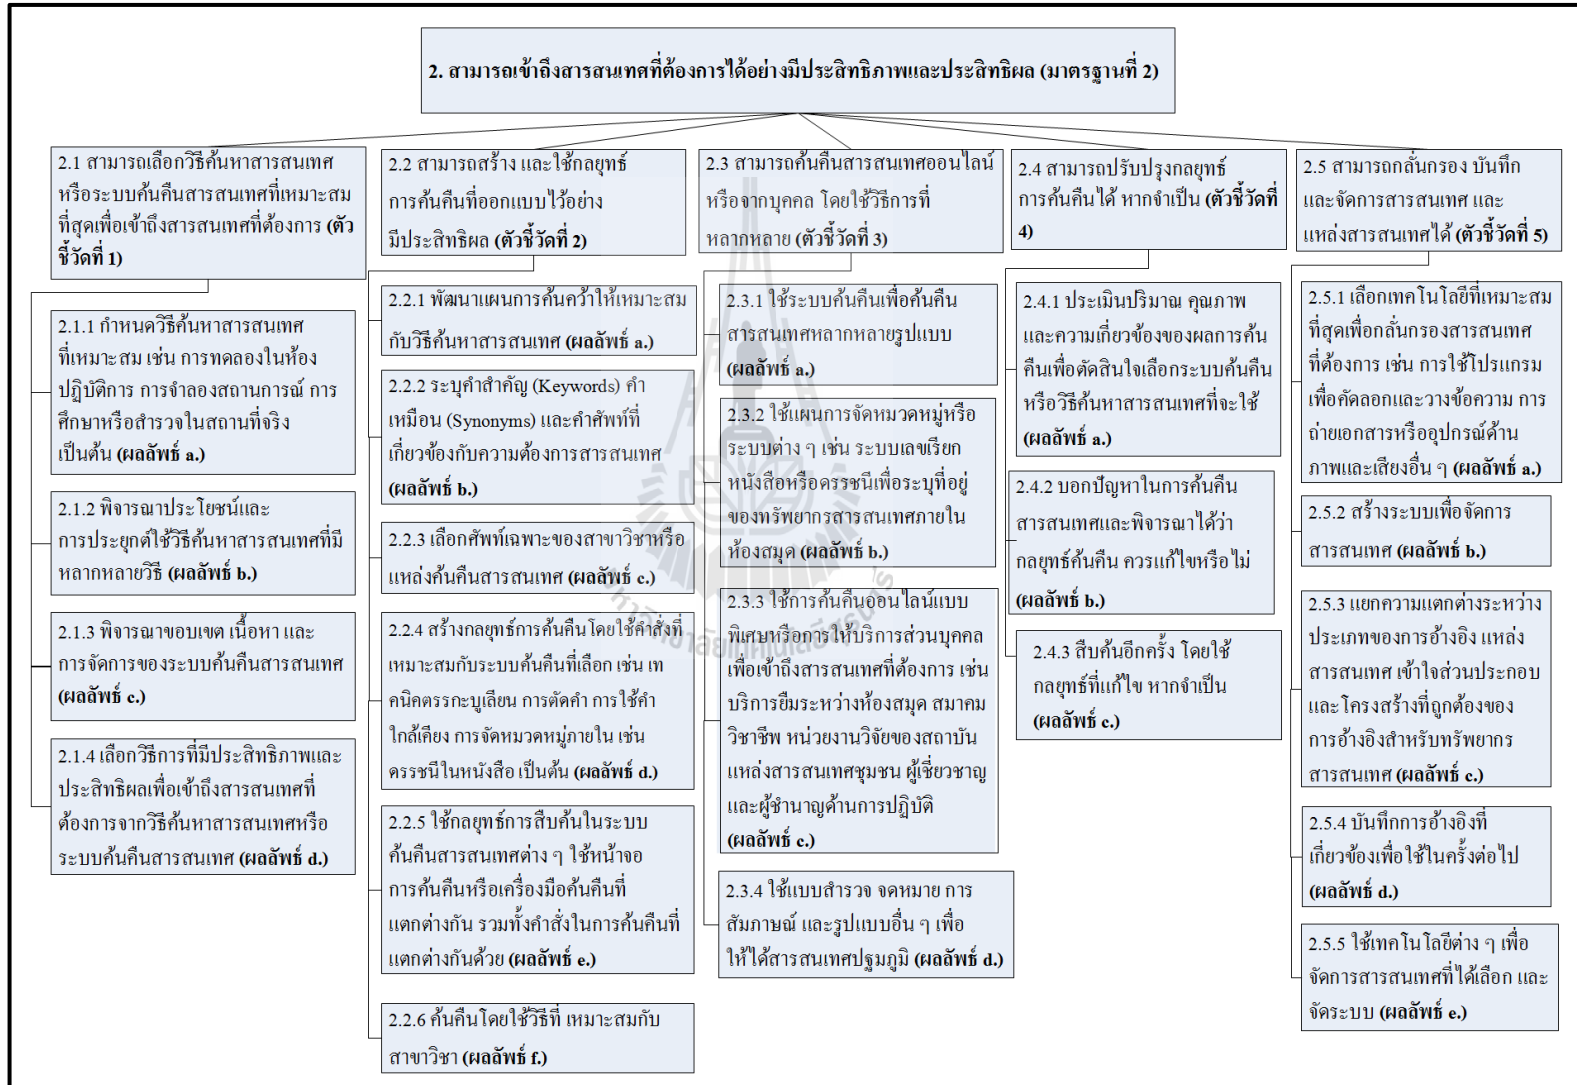 2. สามารถเข้าถึงสารสนเทศที่ต้องการได้อย่างมีประสิทธิภาพและประสิทธิผล (มาตรฐานที่ 2)
2.1 สามารถเลือกวิธีค้นหาสารสนเทศ
หรือระบบค้นคืนสารสนเทศที่เหมาะสม
ที่สุดเพื่อเข้าถึงสารสนเทศที่ต้องการ (ตัว
ชี้วัดที่ 1)
2.1.1 กำหนดวิธีค้นหาสารสนเทศ
ที่เหมาะสม เช่น การทดลองในห้อง
ปฏิบัติการ การจำลองสถานการณ์ การ
ศึกษาหรือสำรวจในสถานที่จริง
เป็นต้น (ผลลัพธ์ a.)
2.1.2 พิจารณาประโยชน์และ
การประยุกต์ใช้วิธีค้นหาสารสนเทศที่มี
หลากหลายวิธี (ผลลัพธ์ b.)
2.1.3 พิจารณาขอบเขต เนื้อหา และ
การจัดการของระบบค้นคืนสารสนเทศ
(ผลลัพธ์ c.)
2.1.4 เลือกวิธีการที่มีประสิทธิภาพและ
ประสิทธิผลเพื่อเข้าถึงสารสนเทศที่
ต้องการจากวิธีค้นหาสารสนเทศหรือ
ระบบค้นคืนสารสนเทศ (ผลลัพธ์ d.)
2.2 สามารถสร้าง และใช้กลยุทธ์
การค้นคืนที่ออกแบบไว้อย่าง
มีประสิทธิผล (ตัวชี้วัดที่ 2)
2.2.1 พัฒนาแผนการค้นคว้าให้เหมาะสม
กับวิธีค้นหาสารสนเทศ (ผลลัพธ์ a.)
2.2.2 ระบุคำสำคัญ (Keywords) คำ
เหมือน (Synonyms) และคำศัพท์ที่
เกี่ยวข้องกับความต้องการสารสนเทศ
(ผลลัพธ์ b.)
2.2.3 เลือกศัพท์เฉพาะของสาขาวิชาหรือ
แหล่งค้นคืนสารสนเทศ (ผลลัพธ์ c.)
2.2.4 สร้างกลยุทธ์การค้นคืนโดยใช้คำสั่งที่
เหมาะสมกับระบบค้นคืนที่เลือก เช่น เท
คนิคตรรกะบูเลียน การตัดคำ การใช้คำ
ใกล้เคียง การจัดหมวดหมู่ภายใน เช่น
ดรรชนีในหนังสือ เป็นต้น (ผลลัพธ์ d.)
2.2.5 ใช้กลยุทธ์การสืบค้นในระบบ
ค้นคืนสารสนเทศต่าง ๆ ใช้หน้าจอ
การค้นคืนหรือเครื่องมือค้นคืนที่
แตกต่างกัน รวมทั้งคำสั่งในการค้นคืนที่
แตกต่างกันด้วย (ผลลัพธ์ e.)
2.2.6 ค้นคืนโดยใช้วิธีที่ เหมาะสมกับ
สาขาวิชา (ผลลัพธ์ f.)
2.3 สามารถค้นคืนสารสนเทศออนไลน์
หรือจากบุคคล โดยใช้วิธีการที่
หลากหลาย (ตัวชี้วัดที่ 3)
2.3.1 ใช้ระบบค้นคืนเพื่อค้นคืน
สารสนเทศหลากหลายรูปแบบ
(ผลลัพธ์ a.)
2.3.2 ใช้แผนการจัดหมวดหมู่หรือ
ระบบต่าง ๆ เช่น ระบบเลขเรียก
หนังสือหรือดรรชนีเพื่อระบุที่อยู่
ของทรัพยากรสารสนเทศภายใน
ห้องสมุด (ผลลัพธ์ b.)
2.3.3 ใช้การค้นคืนออนไลน์แบบ
พิเศษหรือการให้บริการส่วนบุคคล
เพื่อเข้าถึงสารสนเทศที่ต้องการ เช่น
บริการยืมระหว่างห้องสมุด สมาคม
วิชาชีพ หน่วยงานวิจัยของสถาบัน
แหล่งสารสนเทศชุมชน ผู้เชี่ยวชาญ
และผู้ชำนาญด้านการปฏิบัติ
(ผลลัพธ์ c.)
2.3.4 ใช้แบบสำรวจ จดหมาย การ
สัมภาษณ์ และรูปแบบอื่น ๆ เพื่อ
ให้ได้สารสนเทศปฐมภูมิ (ผลลัพธ์ d.)
2.4 สามารถปรับปรุงกลยุทธ์
การค้นคืนได้ หากจำเป็น (ตัวชี้วัดที่
4)
2.4.1 ประเมินปริมาณ คุณภาพ
และความเกี่ยวข้องของผลการค้น
คืนเพื่อตัดสินใจเลือกระบบค้นคืน
หรือวิธีค้นหาสารสนเทศที่จะใช้
(ผลลัพธ์ a.)
2.4.2 บอกปัญหาในการค้นคืน
สารสนเทศและพิจารณาได้ว่า
กลยุทธ์ค้นคืน ควรแก้ไขหรือไม่
(ผลลัพธ์ b.)
2.4.3 สืบค้นอีกครั้ง โดยใช้
กลยุทธ์ที่แก้ไข หากจำเป็น
(ผลลัพธ์ c.)
2.5 สามารถกลั่นกรอง บันทึก
และจัดการสารสนเทศ และ
แหล่งสารสนเทศได้ (ตัวชี้วัดที่ 5)
2.5.1 เลือกเทคโนโลยีที่เหมาะสม
ที่สุดเพื่อกลั่นกรองสารสนเทศ
ที่ต้องการ เช่น การใช้โปรแกรม
เพื่อคัดลอกและวางข้อความ การ
ถ่ายเอกสารหรืออุปกรณ์ด้าน
ภาพและเสียงอื่น ๆ (ผลลัพธ์ a.)
2.5.2 สร้างระบบเพื่อจัดการ
สารสนเทศ (ผลลัพธ์ b.)
2.5.3 แยกความแตกต่างระหว่าง
ประเภทของการอ้างอิง แหล่ง
สารสนเทศ เข้าใจส่วนประกอบ
และโครงสร้างที่ถูกต้องของ
การอ้างอิงสำหรับทรัพยากร
สารสนเทศ (ผลลัพธ์ c.)
2.5.4 บันทึกการอ้างอิงที่
เกี่ยวข้องเพื่อใช้ในครั้งต่อไป
(ผลลัพธ์ d.)
2.5.5 ใช้เทคโนโลยีต่าง ๆ เพื่อ
จัดการสารสนเทศที่ได้เลือก และ
จัดระบบ (ผลลัพธ์ e.)
มหาวิทยาลัยเทคโนโลยีสุรนารี